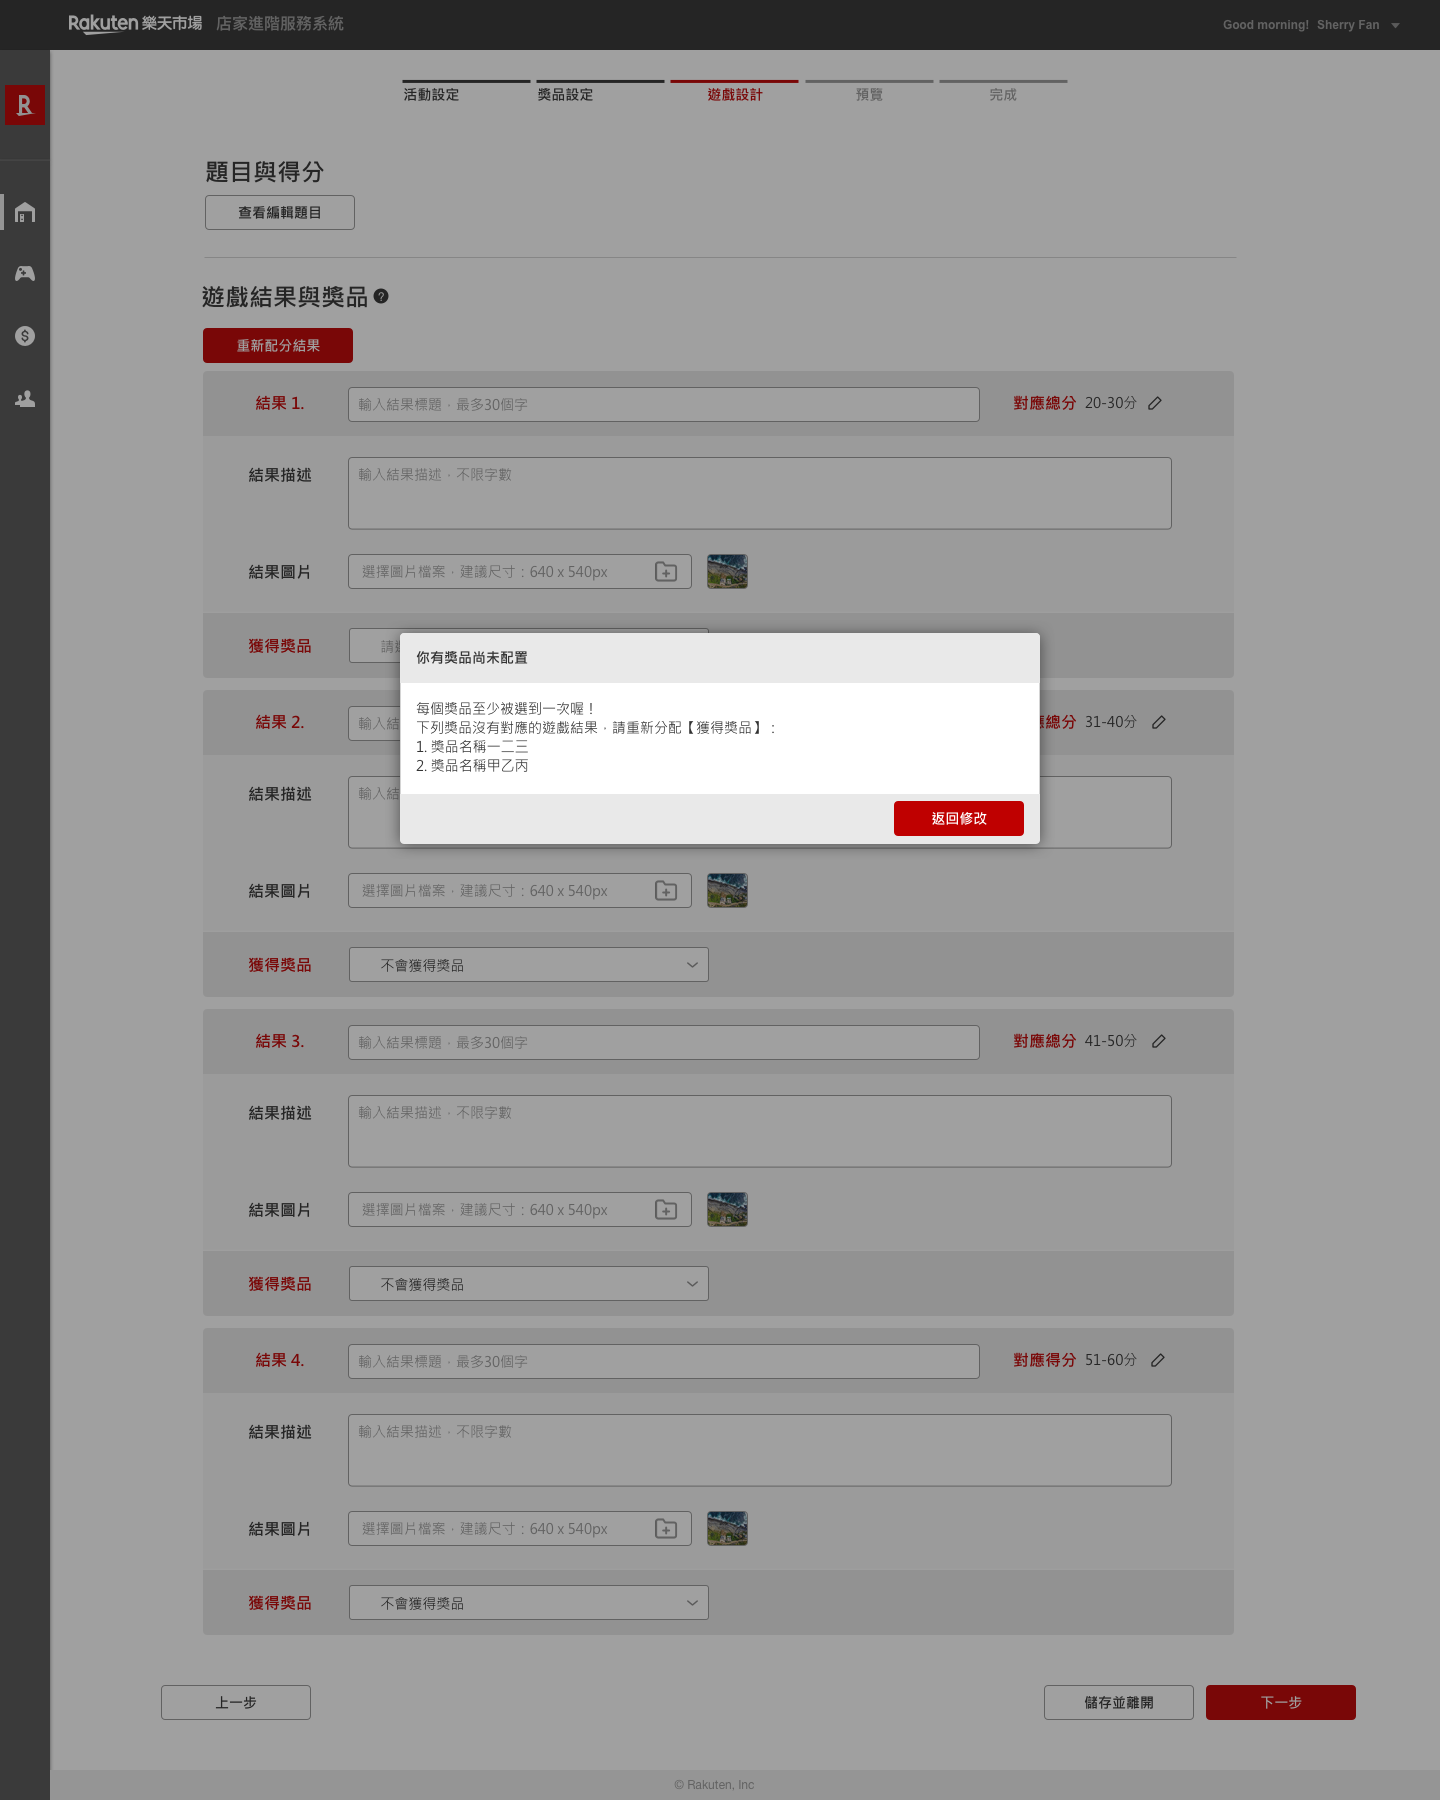 Rakuten 樂天市場 店家進階服務系統
Good morning! Sherry Fan
活動設定 獎品設定 遊戲設計 預覽 完成
R
題目與得分
查看編輯題目
遊戲結果與獎品 ?
重新配分結果
結果 1. 輸入結果標題，最多30個字 對應總分 20-30分
結果描述 輸入結果描述，不限字數
結果圖片 選擇圖片檔案，建議尺寸：640 x 540px
獲得獎品 請
你有獎品尚未配置
每個獎品至少被選到一次喔！
下列獎品沒有對應的遊戲結果，請重新分配【獲得獎品】：
1. 獎品名稱一二三
2. 獎品名稱甲乙丙
返回修改
結果 2. 輸入 應總分 31-40分
結果描述 輸入結
結果圖片 選擇圖片檔案，建議尺寸：640 x 540px
獲得獎品 不會獲得獎品
結果 3. 輸入結果標題，最多30個字 對應總分 41-50分
結果描述 輸入結果描述，不限字數
結果圖片 選擇圖片檔案，建議尺寸：640 x 540px
獲得獎品 不會獲得獎品
結果 4. 輸入結果標題，最多30個字 對應得分 51-60分
結果描述 輸入結果描述，不限字數
結果圖片 選擇圖片檔案，建議尺寸：640 x 540px
獲得獎品 不會獲得獎品
上一步 儲存並離開 下一步
© Rakuten, Inc